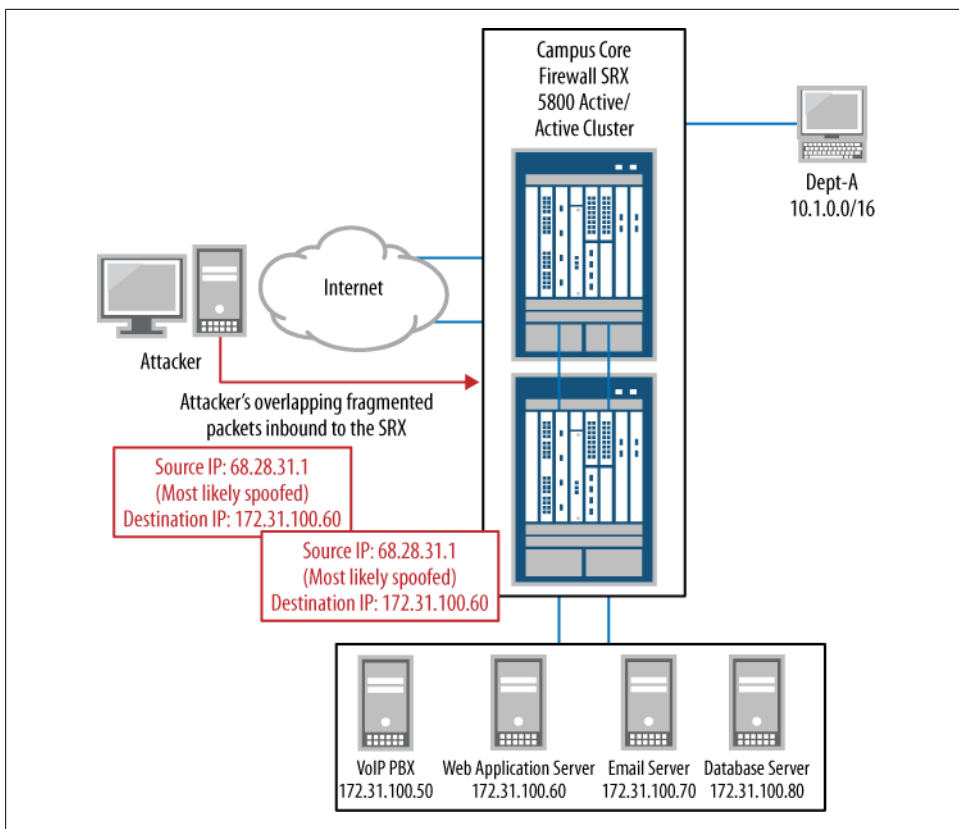 Campus Core
Firewall SRX
5800 Active/
Active Cluster
Dept-A
10.1.0.0/16
Internet
Attacker
Attacker's overlapping fragmented
packets inbound to the SRX
Source IP: 68.28.31.1
(Most likely spoofed)
Destination IP: 172.31.100.60
Source IP: 68.28.31.1
(Most likely spoofed)
Destination IP: 172.31.100.60
VoIP PBX
172.31.100.50
Web Application Server
172.31.100.60
Email Server
172.31.100.70
Database Server
172.31.100.80